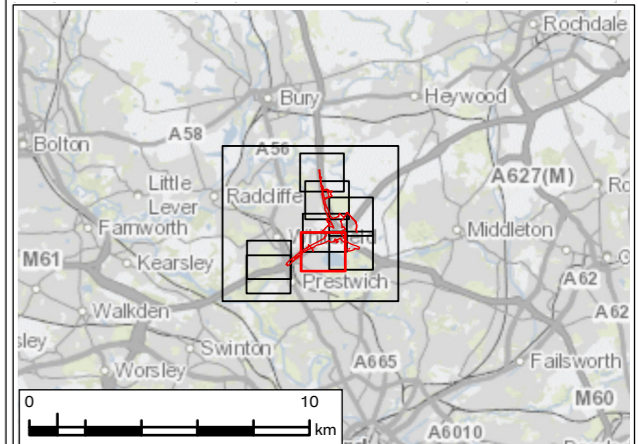 Rochdale
Bury
Heywood
A58
Bolton
A56
A627(M)
Little
Lever
Radcliffe
Ro
Farnworth
Middleton
M61
Kearsley
Prestwich
A62
Walkden
A62
sley
Swinton
A665
Failsworth
Worsley
M60
0
10
km
A6010